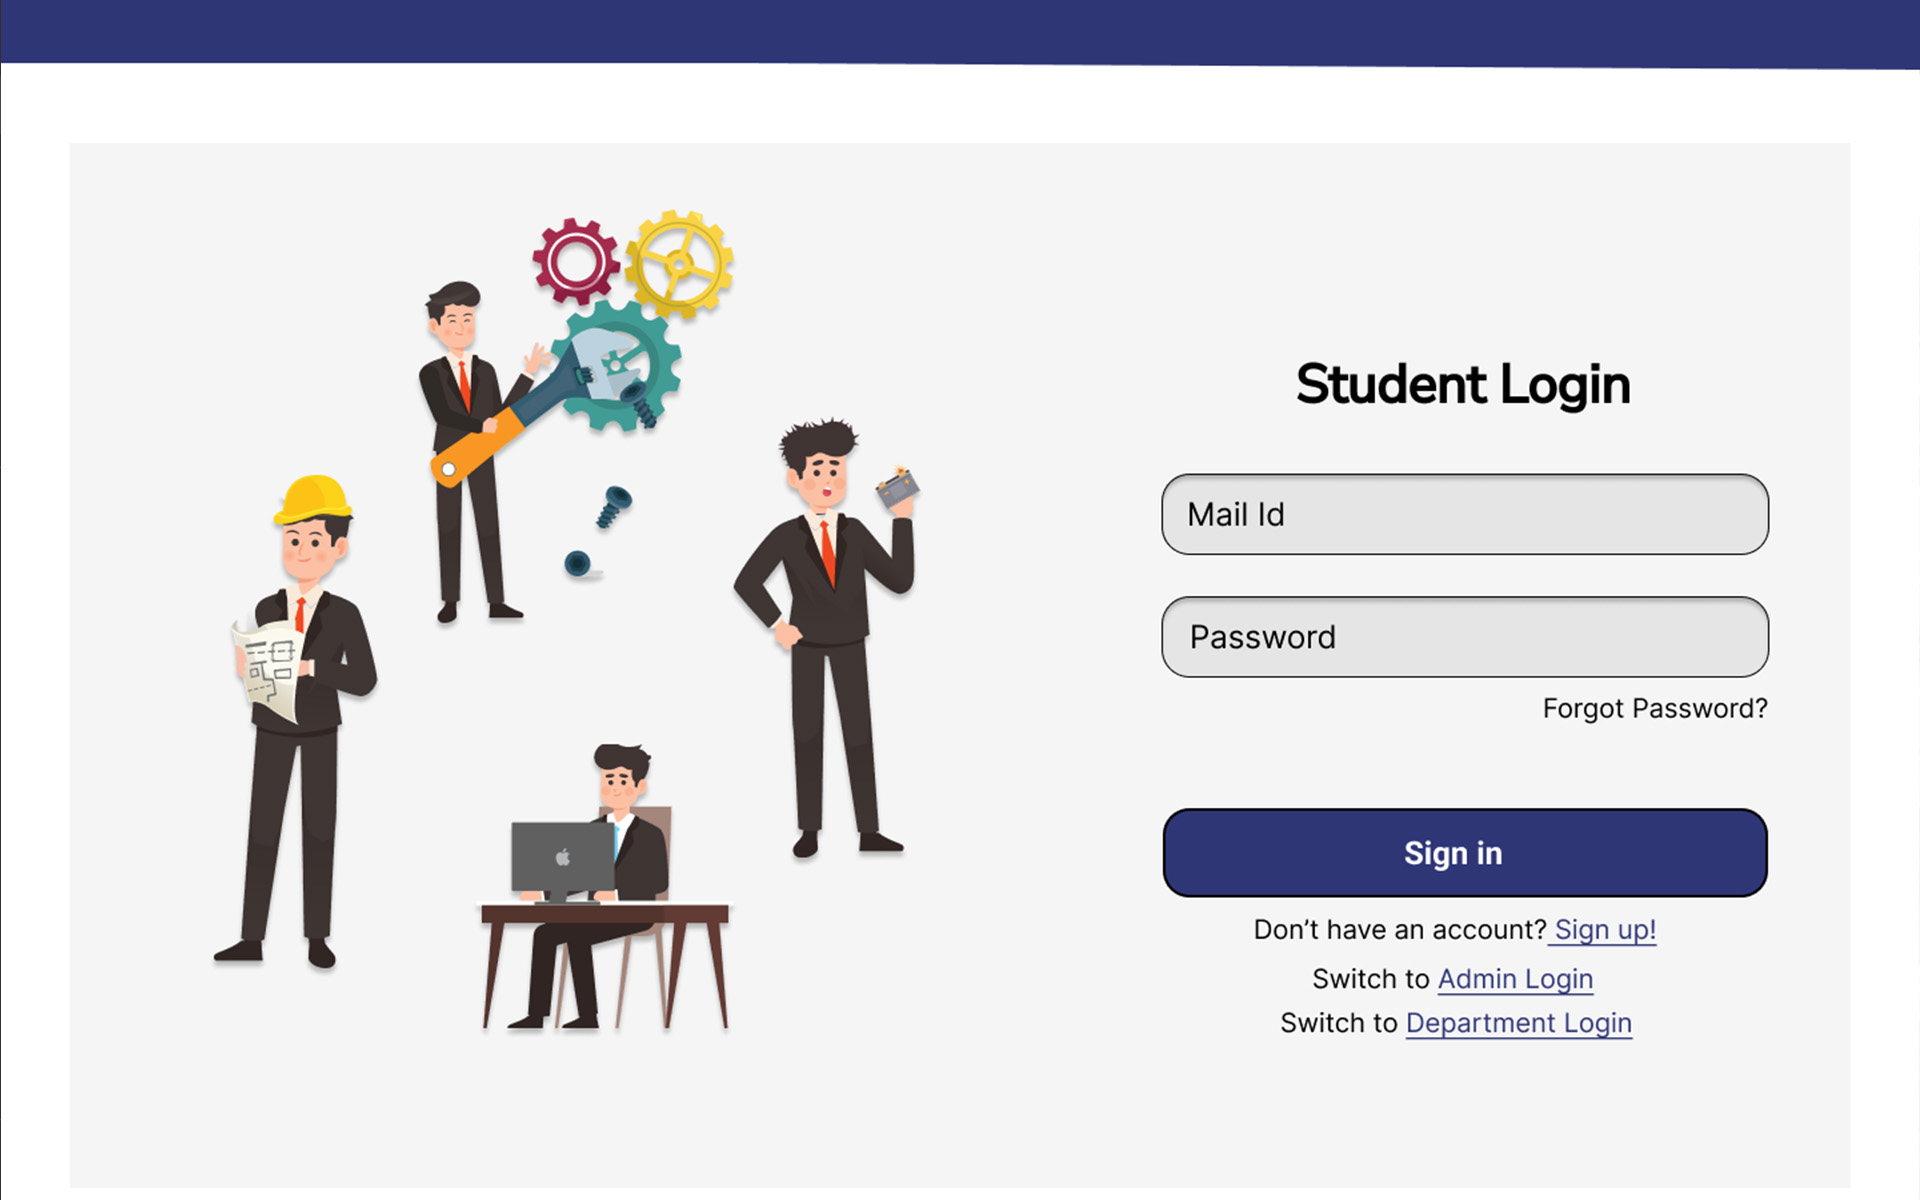 Student Login
Mail Id
Password
Forgot Password?
Sign in
Don’t have an account? Sign up!
Switch to Admin Login
Switch to Department Login